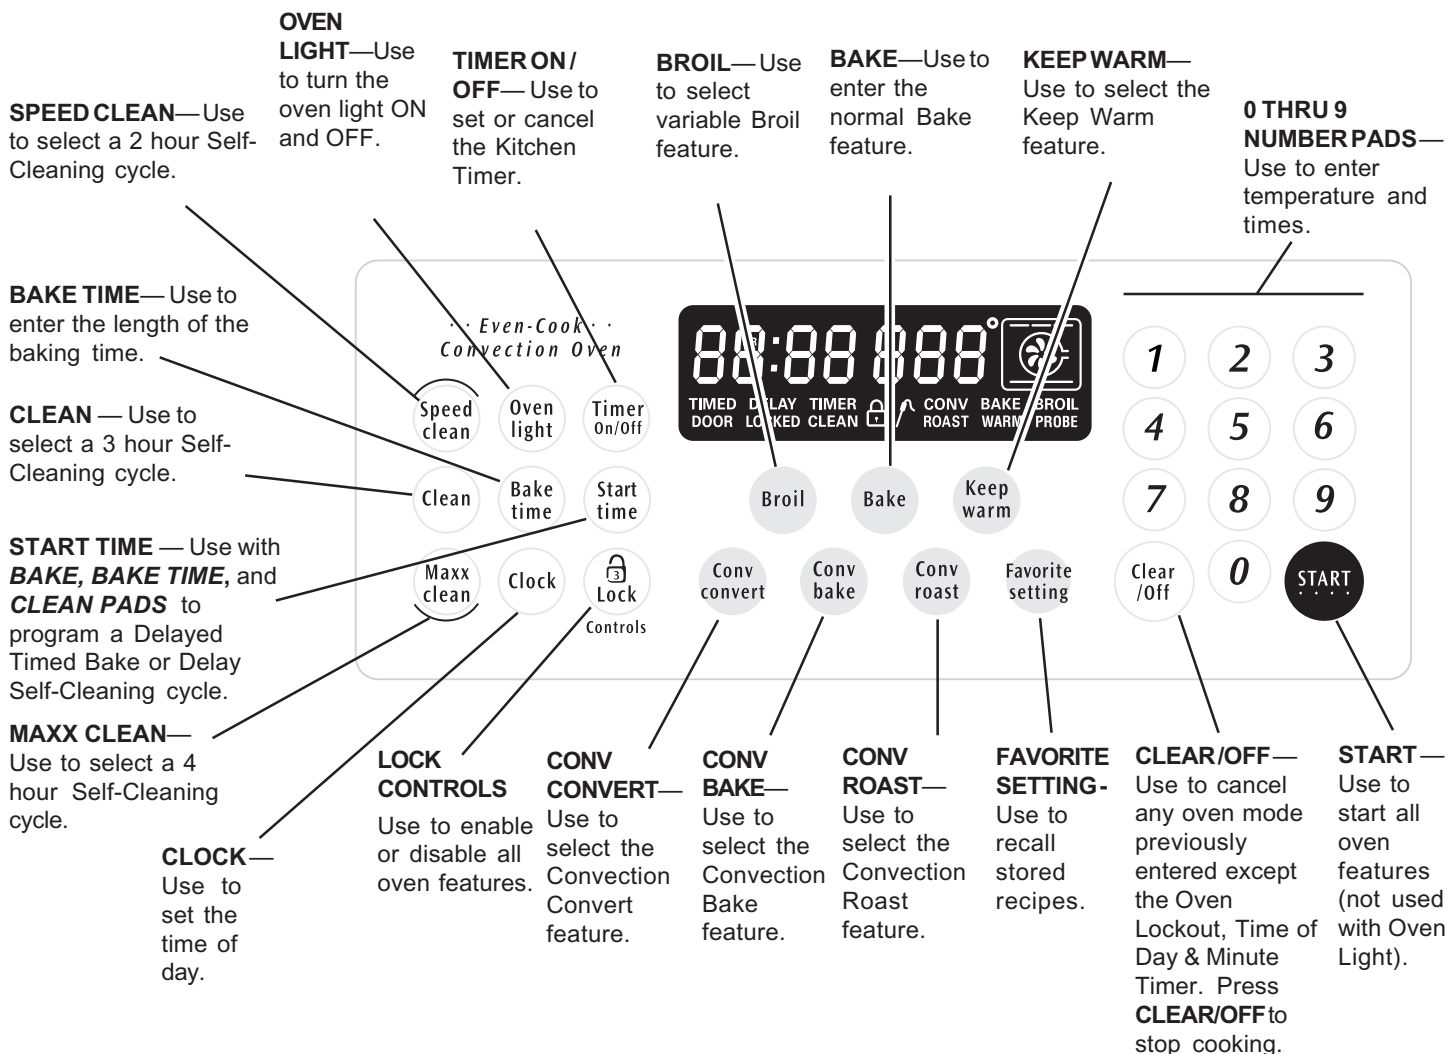 OVEN
LIGHT—Use
to turn the
oven light ON
and OFF.
TIMER ON /
OFF— Use to
set or cancel
the Kitchen
Timer.
BROIL— Use
to select
variable Broil
feature.
BAKE—Use to
enter the
normal Bake
feature.
KEEP WARM—
Use to select the
Keep Warm
feature.
0 THRU 9
NUMBER PADS—
Use to enter
temperature and
times.
SPEED CLEAN—Use
to select a 2 hour Self-
Cleaning cycle.
BAKE TIME— Use to
enter the length of the
baking time.
CLEAN — Use to
select a 3 hour Self-
Cleaning cycle.
START TIME — Use with
BAKE, BAKE TIME, and
CLEAN PADS to
program a Delayed
Timed Bake or Delay
Self-Cleaning cycle.
MAXX CLEAN—
Use to select a 4
hour Self-Cleaning
cycle.
· · Even-Cook · ·
Convection Oven
Speed
clean
Oven
light
Timer
On/Off
Clean
Bake
time
Start
time
Maxx
clean
Clock
3
Lock
Controls
88:88 888°
TIMED DELAY TIMER CONV BAKE BROIL
DOOR LOCKED CLEAN ROAST WARM PROBE
Broil
Bake
Keep
warm
Conv
convert
Conv
bake
Conv
roast
Favorite
setting
1 2 3
4 5 6
7 8 9
Clear
/Off
0
START
· · · ·
CLOCK—
Use to
set the
time of
day.
LOCK
CONTROLS
Use to enable
or disable all
oven features.
CONV
CONVERT—
Use to
select the
Convection
Convert
feature.
CONV
BAKE—
Use to
select the
Convection
Bake
feature.
CONV
ROAST—
Use to
select the
Convection
Roast
feature.
FAVORITE
SETTING-
Use to
recall
stored
recipes.
CLEAR/OFF—
Use to cancel
any oven mode
previously
entered except
the Oven
Lockout, Time of
Day & Minute
Timer. Press
CLEAR/OFF to
stop cooking.
START—
Use to
start all
oven
features
(not used
with Oven
Light).